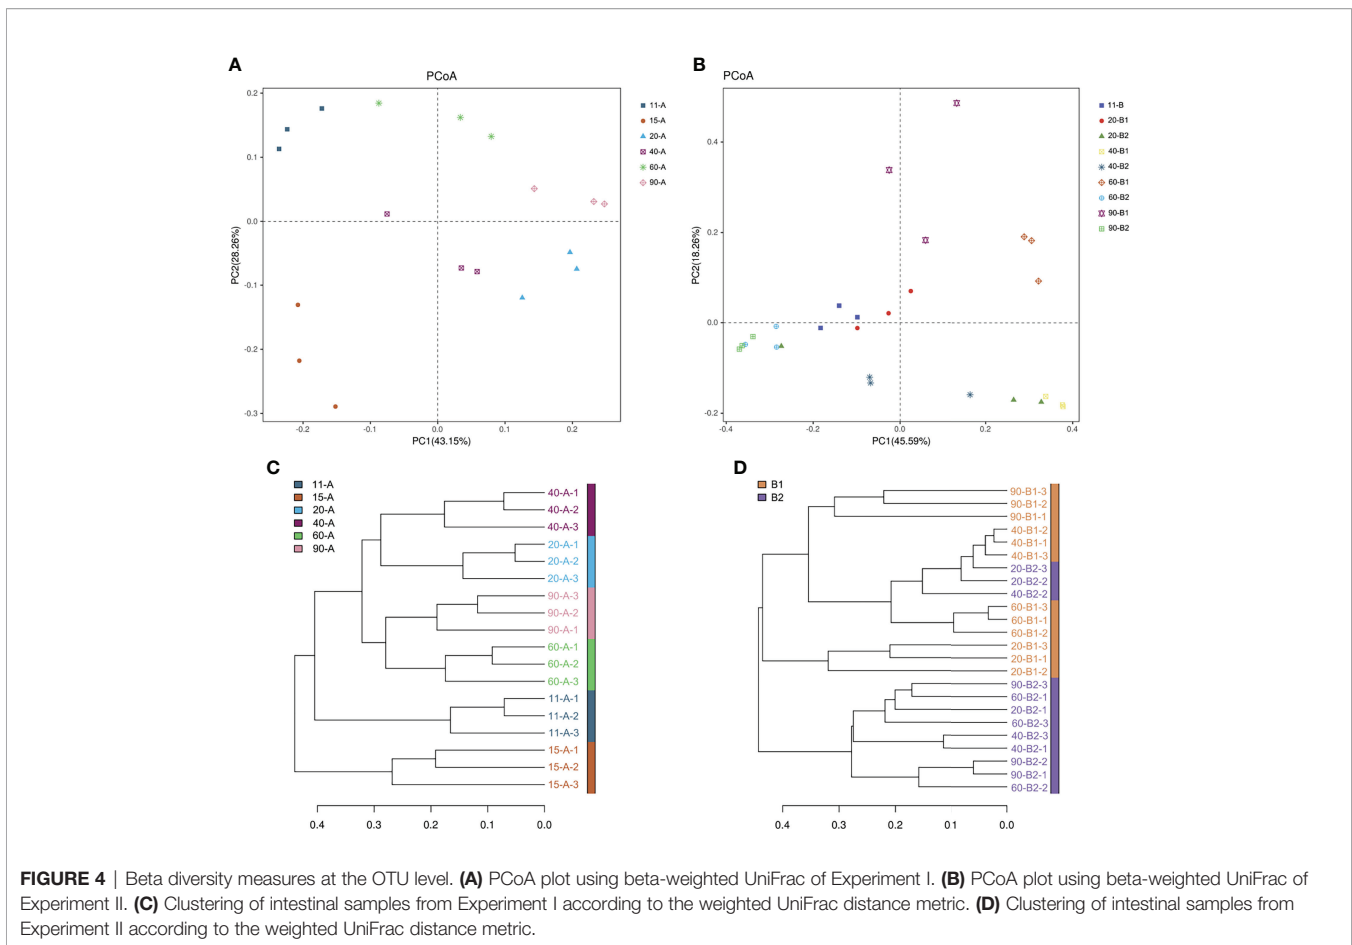 A
PCoA
0.2
0.1
0.0
-0.1
-0.2
-0.3
PC2(28.26%)
-0.2
-0.1
0.0
0.1
0.2
PC1(43.15%)
11-A
15-A
20-A
40-A
60-A
90-A
B
PCoA
0.4
0.2
0.0
-0.2
PC2(18.26%)
-0.4
-0.2
0.0
0.2
0.4
PC1(45.59%)
11-B
20-B1
20-B2
40-B1
40-B2
60-B1
60-B2
90-B1
90-B2
C
11-A
15-A
20-A
40-A
60-A
90-A
40-A-1
40-A-2
40-A-3
20-A-1
20-A-2
20-A-3
90-A-3
90-A-2
90-A-1
60-A-1
60-A-2
60-A-3
11-A-1
11-A-2
11-A-3
15-A-1
15-A-2
15-A-3
0.4
0.3
0.2
0.1
0.0
D
B1
B2
90-B1-3
90-B1-2
90-B1-1
40-B1-2
40-B1-1
40-B1-3
20-B2-3
20-B2-2
40-B2-2
60-B1-3
60-B1-1
60-B1-2
20-B1-3
20-B1-1
20-B1-2
90-B2-3
60-B2-1
20-B2-1
60-B2-3
40-B2-3
40-B2-1
90-B2-2
90-B2-1
60-B2-2
0.4
0.3
0.2
0.1
0.0
FIGURE 4 | Beta diversity measures at the OTU level. (A) PCoA plot using beta-weighted UniFrac of Experiment I. (B) PCoA plot using beta-weighted UniFrac of
Experiment II. (C) Clustering of intestinal samples from Experiment I according to the weighted UniFrac distance metric. (D) Clustering of intestinal samples from
Experiment II according to the weighted UniFrac distance metric.